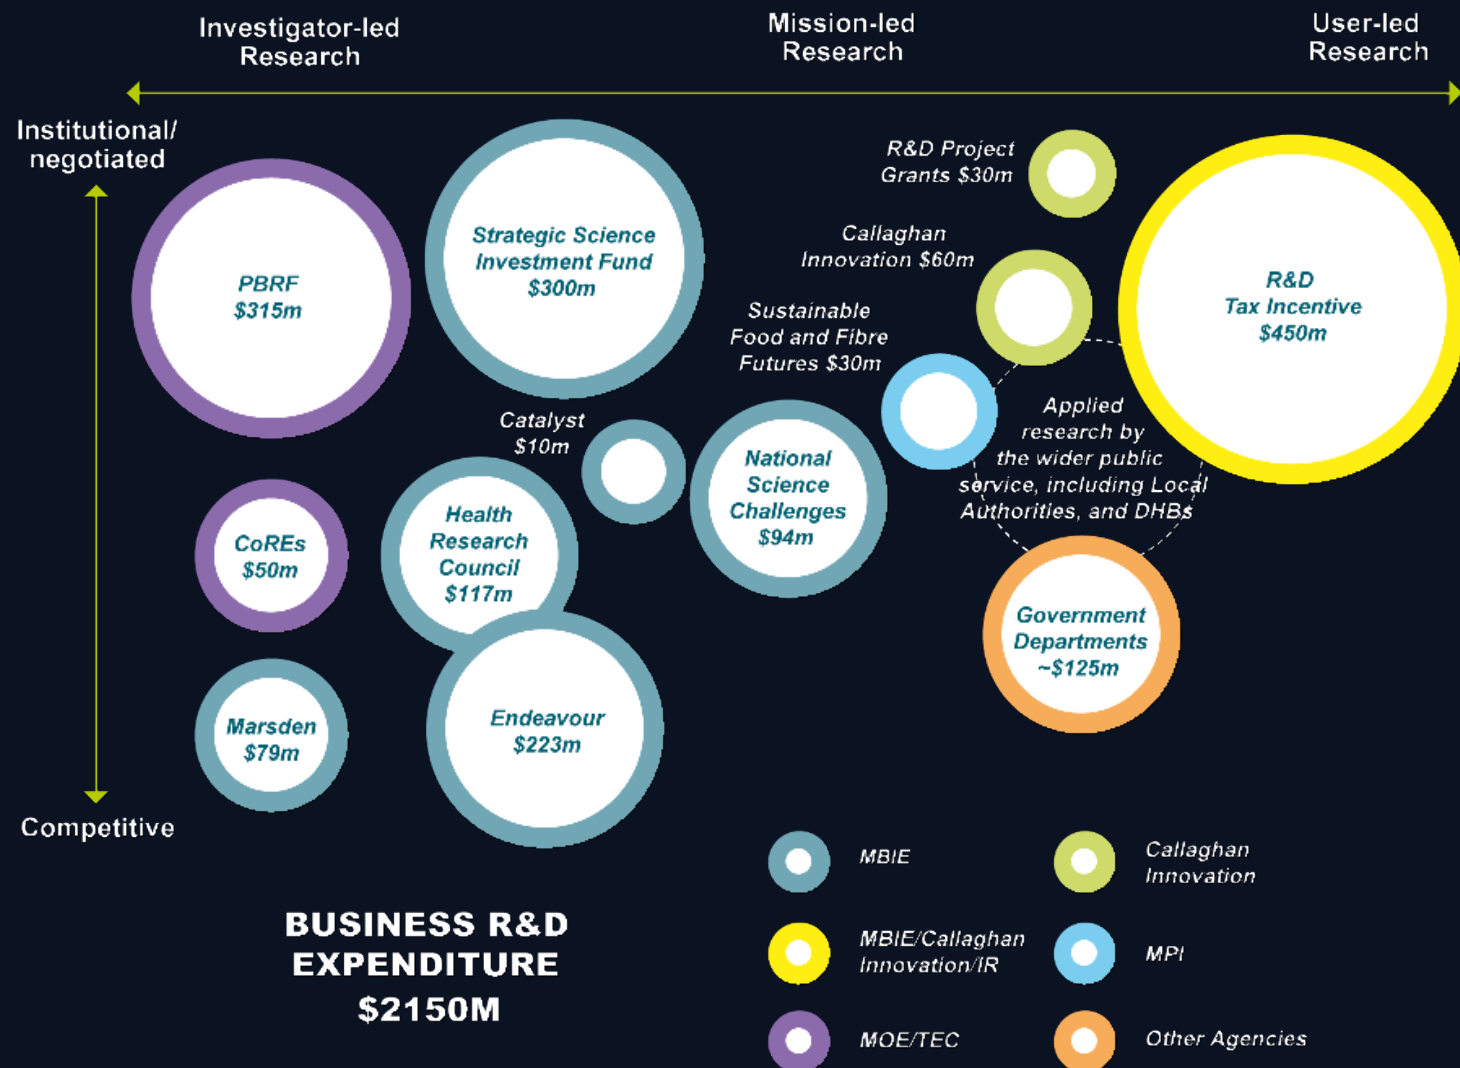 Investigator-led
Research
Mission-led
Research
User-led
Research
Institutional/
negotiated
Competitive
PBRF
$315m
Strategic Science
Investment Fund
$300m
R&D Project
Grants $30m
Callaghan
Innovation $60m
Sustainable
Food and Fibre
Futures $30m
R&D
Tax Incentive
$450m
Catalyst
$10m
National
Science
Challenges
$94m
Applied
research by
the wider public
service, including Local
Authorities, and DHBs
CoREs
$50m
Health
Research
Council
$117m
Government
Departments
~$125m
Marsden
$79m
Endeavour
$223m
BUSINESS R&D
EXPENDITURE
$2150M
MBIE
Callaghan
Innovation
MBIE/Callaghan
Innovation/IR
MPI
MOE/TEC
Other Agencies